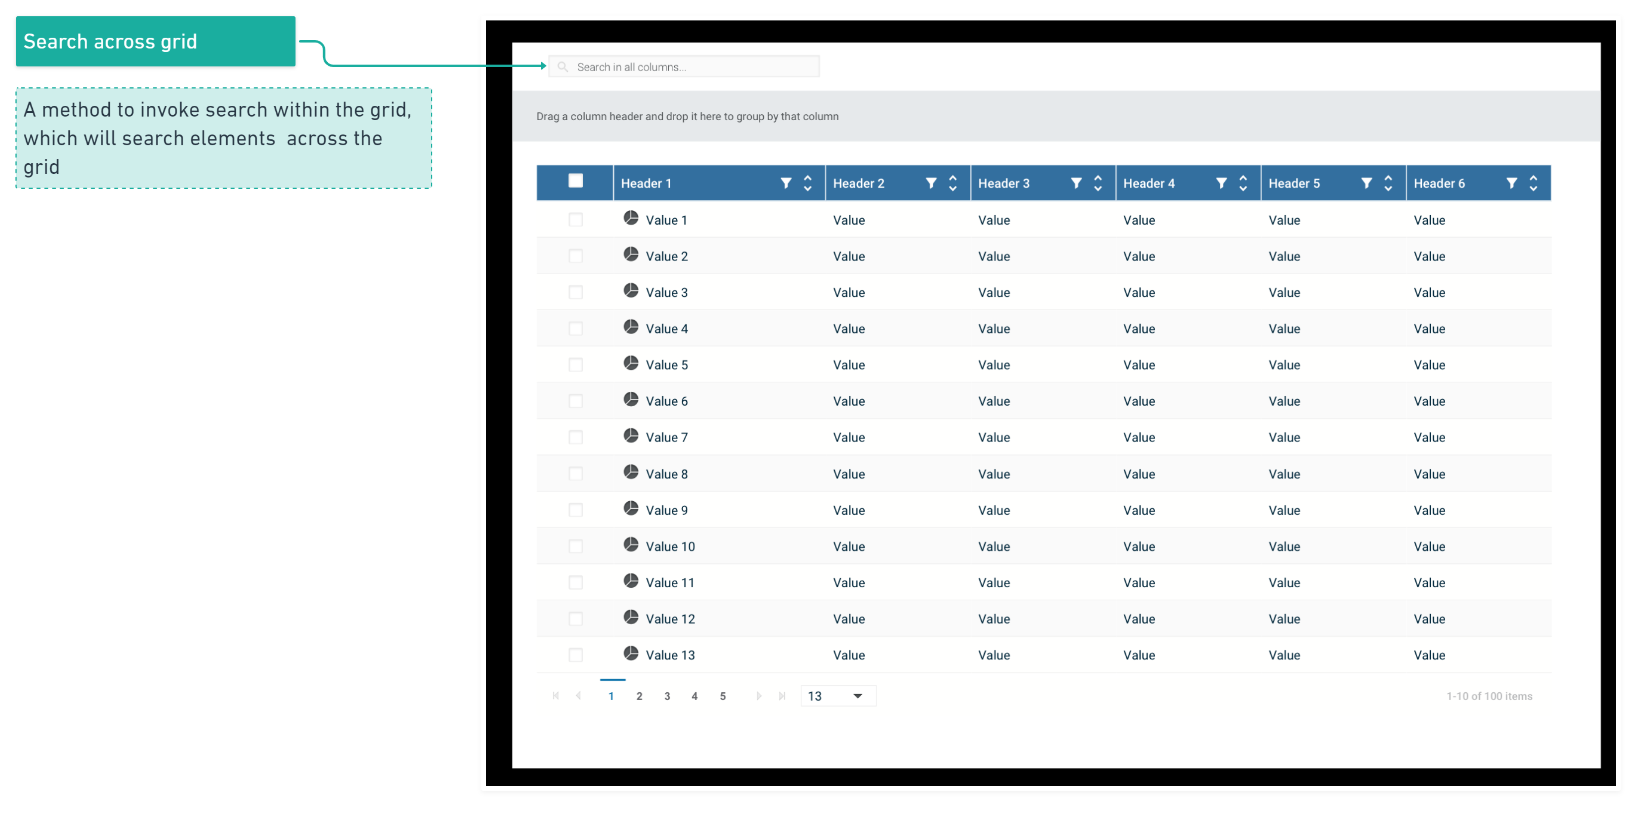 Search across grid
A method to invoke search within the grid,
which will search elements across the
grid
Search in all columns...
Drag a column header and drop it here to group by that column
Header 1 Header 2 Header 3 Header 4 Header 5 Header 6
Value 1 Value Value Value Value Value
Value 2 Value Value Value Value Value
Value 3 Value Value Value Value Value
Value 4 Value Value Value Value Value
Value 5 Value Value Value Value Value
Value 6 Value Value Value Value Value
Value 7 Value Value Value Value Value
Value 8 Value Value Value Value Value
Value 9 Value Value Value Value Value
Value 10 Value Value Value Value Value
Value 11 Value Value Value Value Value
Value 12 Value Value Value Value Value
Value 13 Value Value Value Value Value
1 2 3 4 5 13 1-10 of 100 items